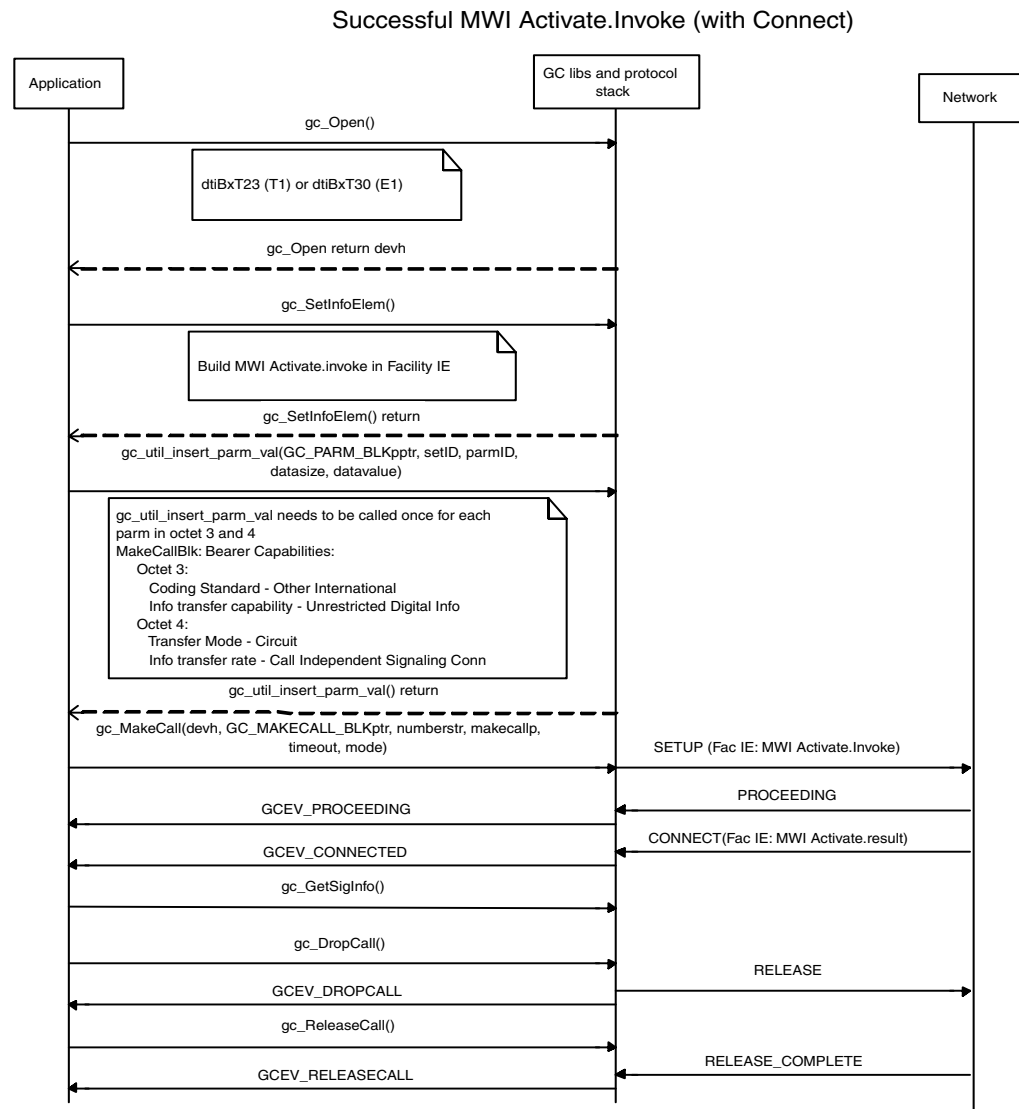 Successful MWI Activate.Invoke (with Connect)
Application
GC libs and protocol
stack
Network
gc_Open()
dtiBxT23 (T1) or dtiBxT30 (E1)
gc_Open return devh
gc_SetInfoElem()
Build MWI Activate.invoke in Facility IE
gc_SetInfoElem() return
gc_util_insert_parm_val(GC_PARM_BLKpptr, setID, parmID,
datasize, datavalue)
gc_util_insert_parm_val needs to be called once for each
parm in octet 3 and 4
MakeCallBlk: Bearer Capabilities:
Octet 3:
Coding Standard - Other International
Info transfer capability - Unrestricted Digital Info
Octet 4:
Transfer Mode - Circuit
Info transfer rate - Call Independent Signaling Conn
gc_util_insert_parm_val() return
gc_MakeCall(devh, GC_MAKECALL_BLKptr, numberstr, makecallp,
timeout, mode)
SETUP (Fac IE: MWI Activate.Invoke)
PROCEEDING
GCEV_PROCEEDING
CONNECT(Fac IE: MWI Activate.result)
GCEV_CONNECTED
gc_GetSigInfo()
gc_DropCall()
RELEASE
GCEV_DROPCALL
gc_ReleaseCall()
RELEASE_COMPLETE
GCEV_RELEASECALL